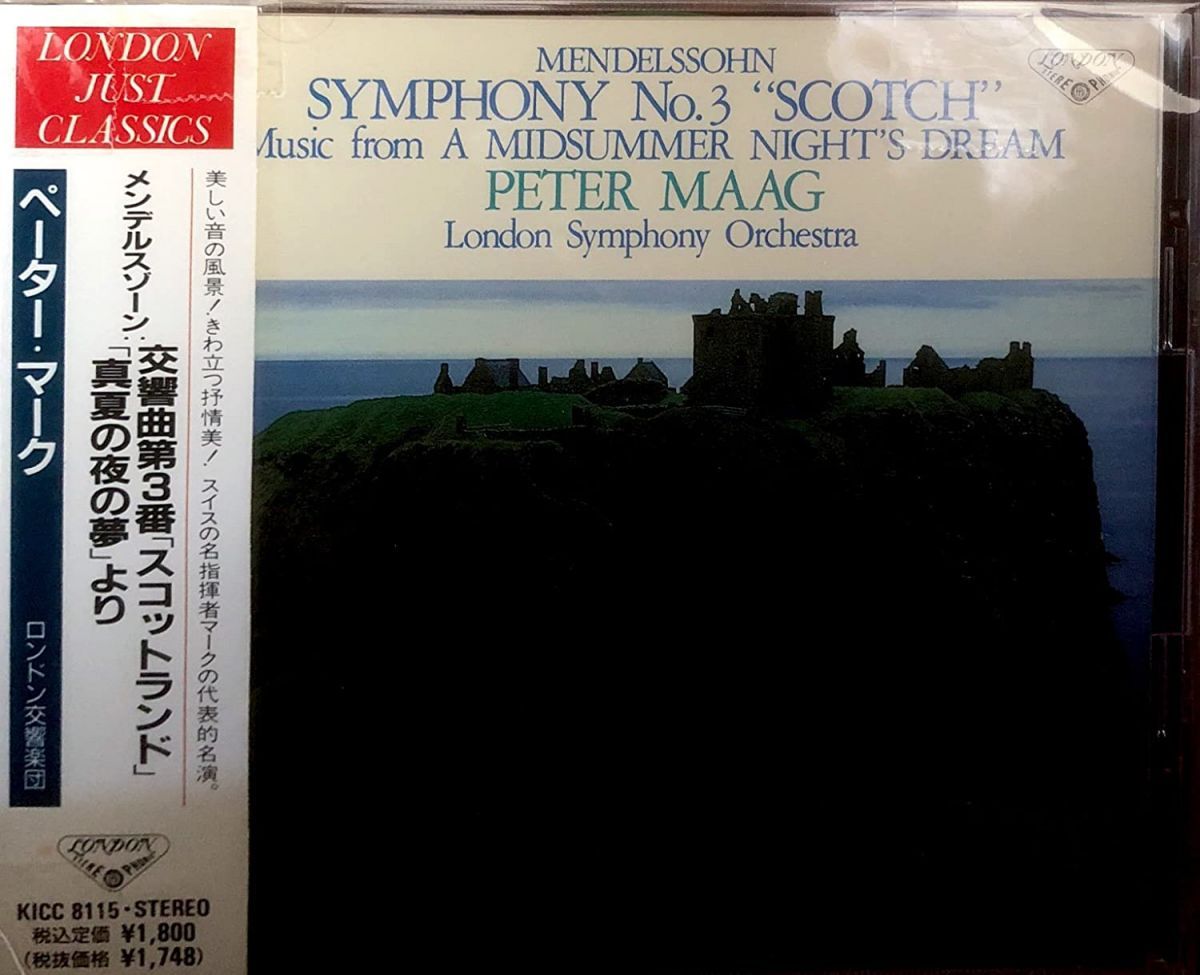 LONDON
JUST
CLASSICS
美しい音の風景！きわ立つ抒情美！スイスの名指揮者マークの代表的名演。
メンデルスゾーン：交響曲第3番「スコットランド」
「真夏の夜の夢」より
ペーター・マーク
ロンドン交響楽団
LONDON
STEREOPHONIC
KICC 8115・STEREO
税込定価 ¥1,800
(税抜価格 ¥1,748)
MENDELSSOHN
SYMPHONY No.3 “SCOTCH”
Music from A MIDSUMMER NIGHT'S DREAM
PETER MAAG
London Symphony Orchestra
LONDON
STEREOPHONIC